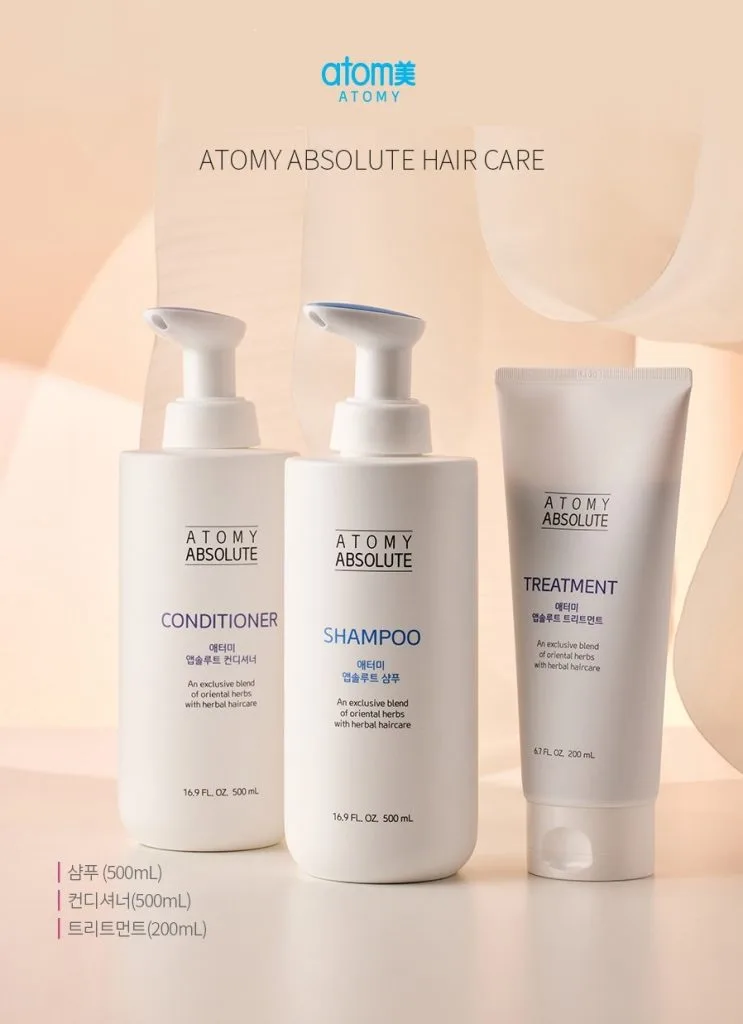 atom美
ATOMY
ATOMY ABSOLUTE HAIR CARE
ATOMY
ABSOLUTE
CONDITIONER
애터미
앱솔루트 컨디셔너
An exclusive blend
of oriental herbs
with herbal haircare
16.9 FL. OZ. 500 mL
ATOMY
ABSOLUTE
SHAMPOO
애터미
앱솔루트 샴푸
An exclusive blend
of oriental herbs
with herbal haircare
16.9 FL. OZ. 500 mL
ATOMY
ABSOLUTE
TREATMENT
애터미
앱솔루트 트리트먼트
An exclusive blend
of oriental herbs
with herbal haircare
6.7 FL. OZ. 200 mL
샴푸 (500mL)
컨디셔너(500mL)
트리트먼트(200mL)